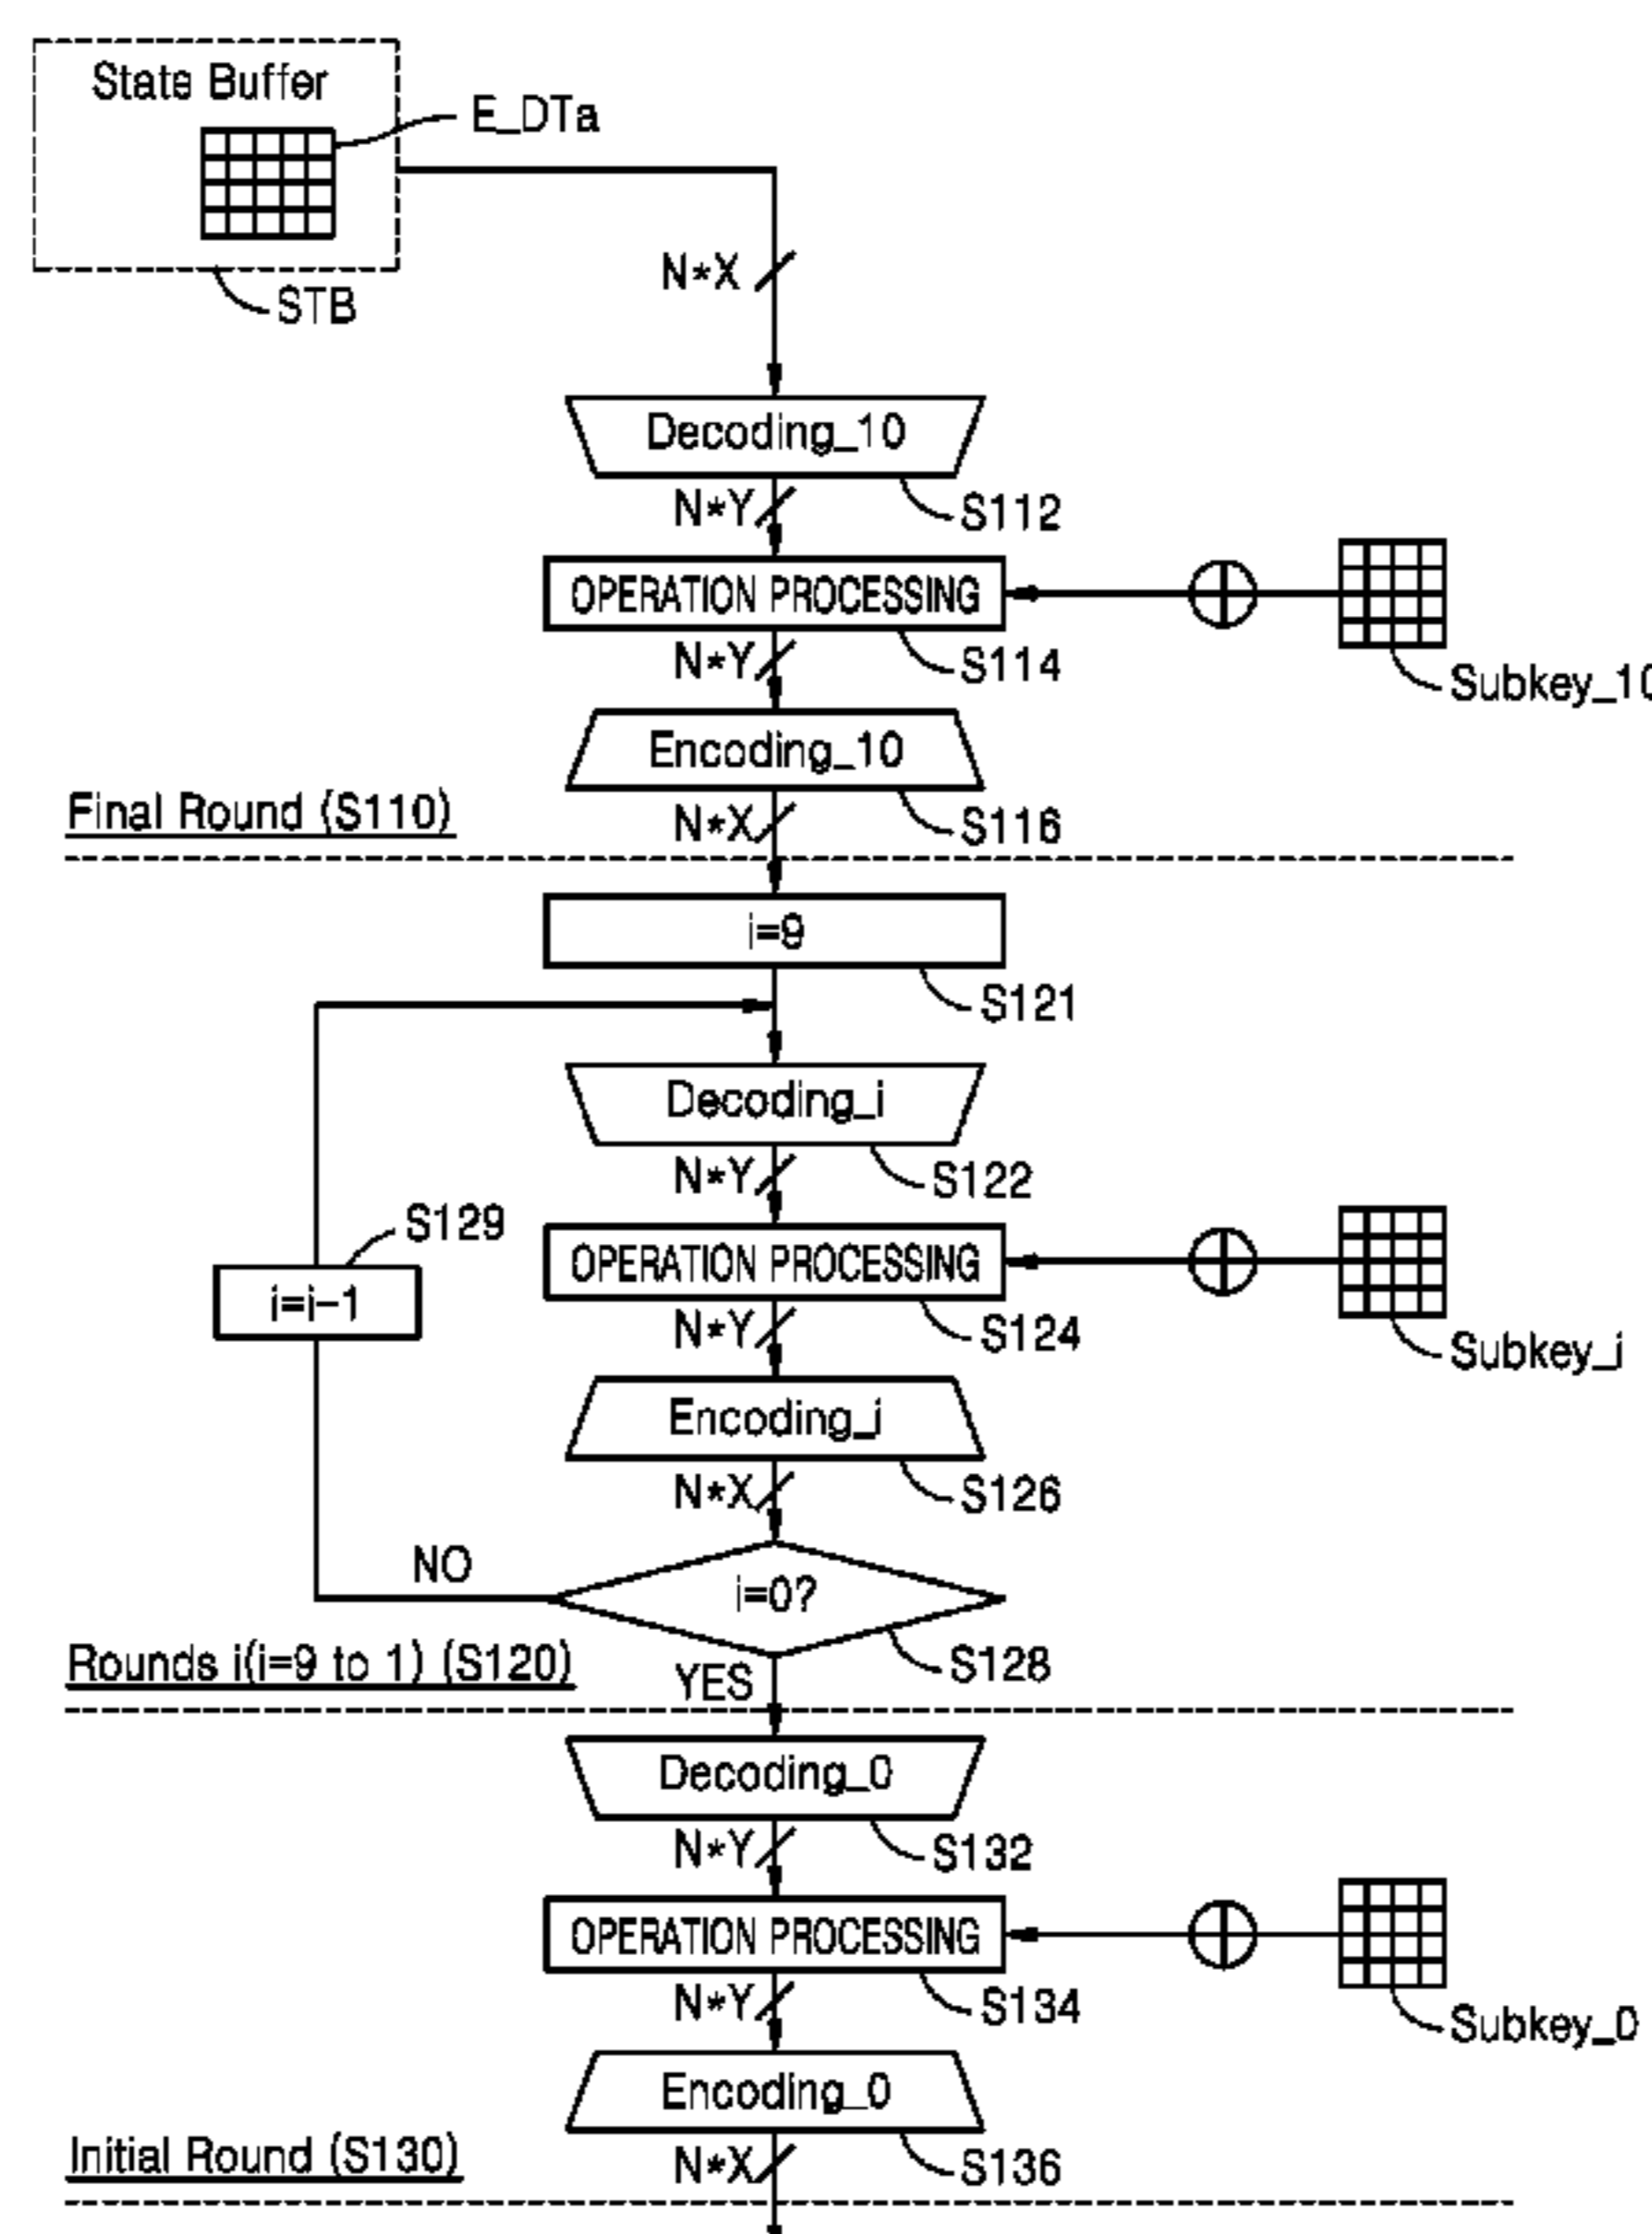 State Buffer
E_DTa
STB
N*X
Decoding_10
N*Y
S112
OPERATION PROCESSING
N*Y
S114
Subkey_10
Encoding_10
Final Round (S110)
N*X
S116
i=9
S121
Decoding_i
N*Y
S122
S129
OPERATION PROCESSING
i=i-1
N*Y
S124
Subkey_i
Encoding_i
N*X
S126
NO
i=0?
Rounds i(i=9 to 1) (S120)
YES
S128
Decoding_0
N*Y
S132
OPERATION PROCESSING
N*Y
S134
Subkey_0
Encoding_0
Initial Round (S130)
N*X
S136